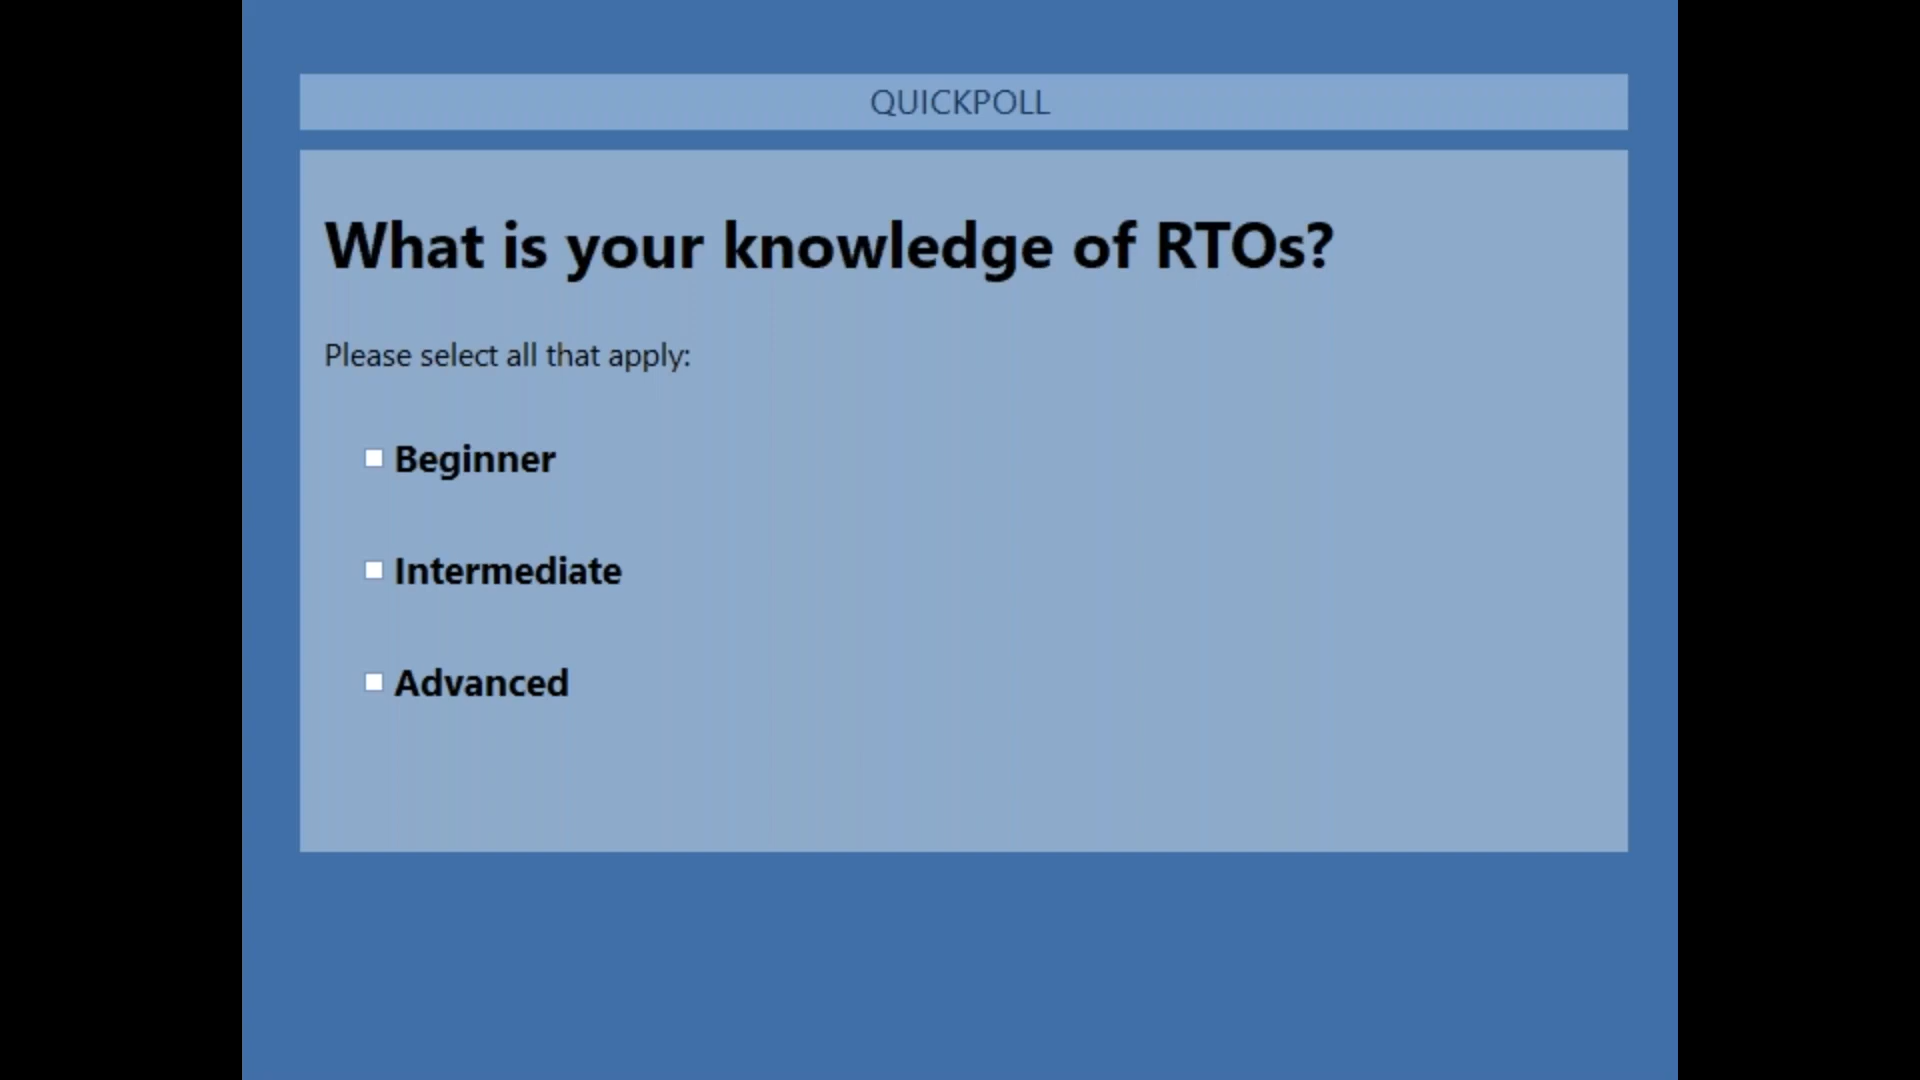 QUICKPOLL
What is your knowledge of RTOs?
Please select all that apply:
Beginner
Intermediate
Advanced